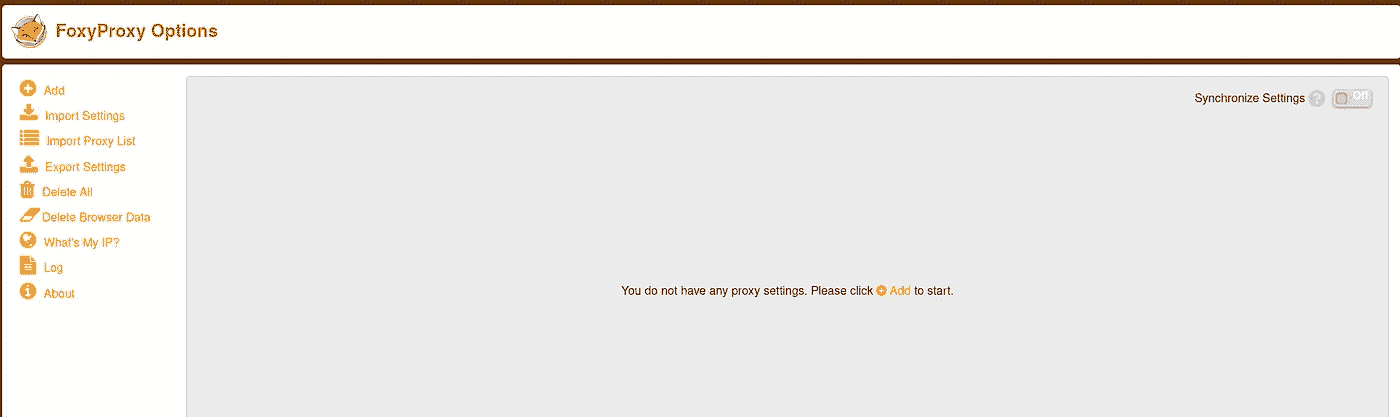 FoxyProxy Options
Add
Import Settings
Import Proxy List
Export Settings
Delete All
Delete Browser Data
What's My IP?
Log
About
Synchronize Settings ? Off
You do not have any proxy settings. Please click Add to start.